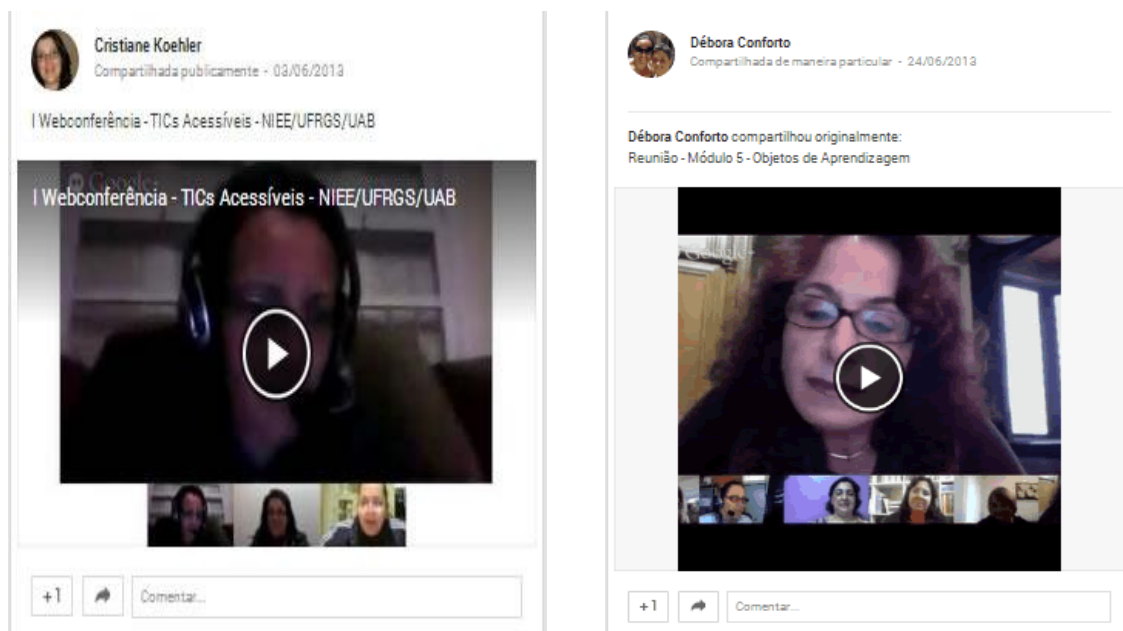 Cristiane Koehler
Compartilhada publicamente - 03/06/2013
I Webconferência - TICs Acessíveis - NIEE/UFRGS/UAB
Google+
I Webconferência - TICs Acessíveis - NIEE/UFRGS/UAB
+1
Comentar...
Débora Conforto
Compartilhada de maneira particular - 24/06/2013
Débora Conforto compartilhou originalmente:
Reunião - Módulo 5 - Objetos de Aprendizagem
Google+
+1
Comentar...